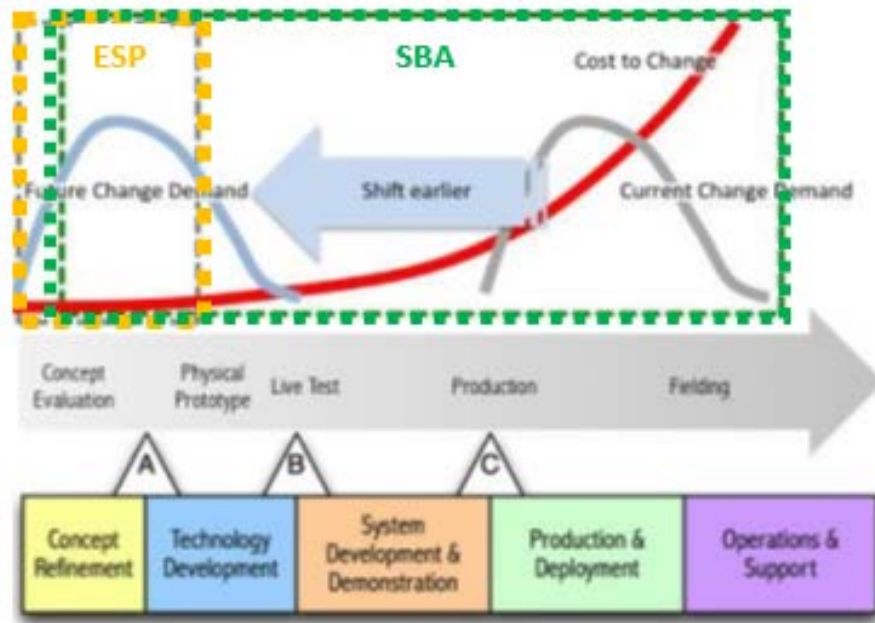 ESP
SBA
Cost to Change
Future Change Demand
Shift earlier
Current Change Demand
Concept
Evaluation
Physical
Prototype
Live Test
Production
Fielding
A
B
C
Concept
Refinement
Technology
Development
System
Development &
Demonstration
Production &
Deployment
Operations &
Support